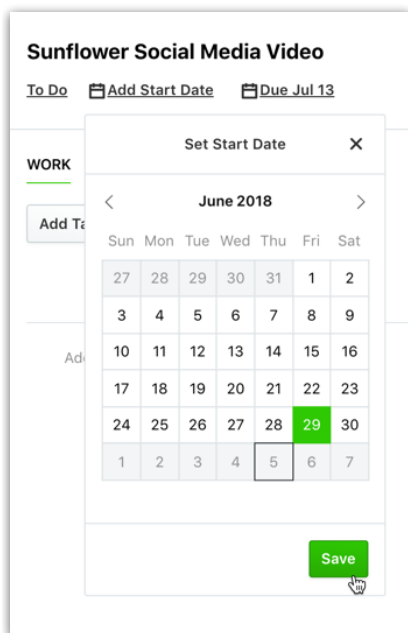 Sunflower Social Media Video
To Do Add Start Date Due Jul 13
Set Start Date
WORK
June 2018
Add Ta
Sun Mon Tue Wed Thu Fri Sat
27 28 29 30 31 1 2
3 4 5 6 7 8 9
10 11 12 13 14 15 16
Ad
17 18 19 20 21 22 23
24 25 26 27 28 29 30
1 2 3 4 5 6 7
Save